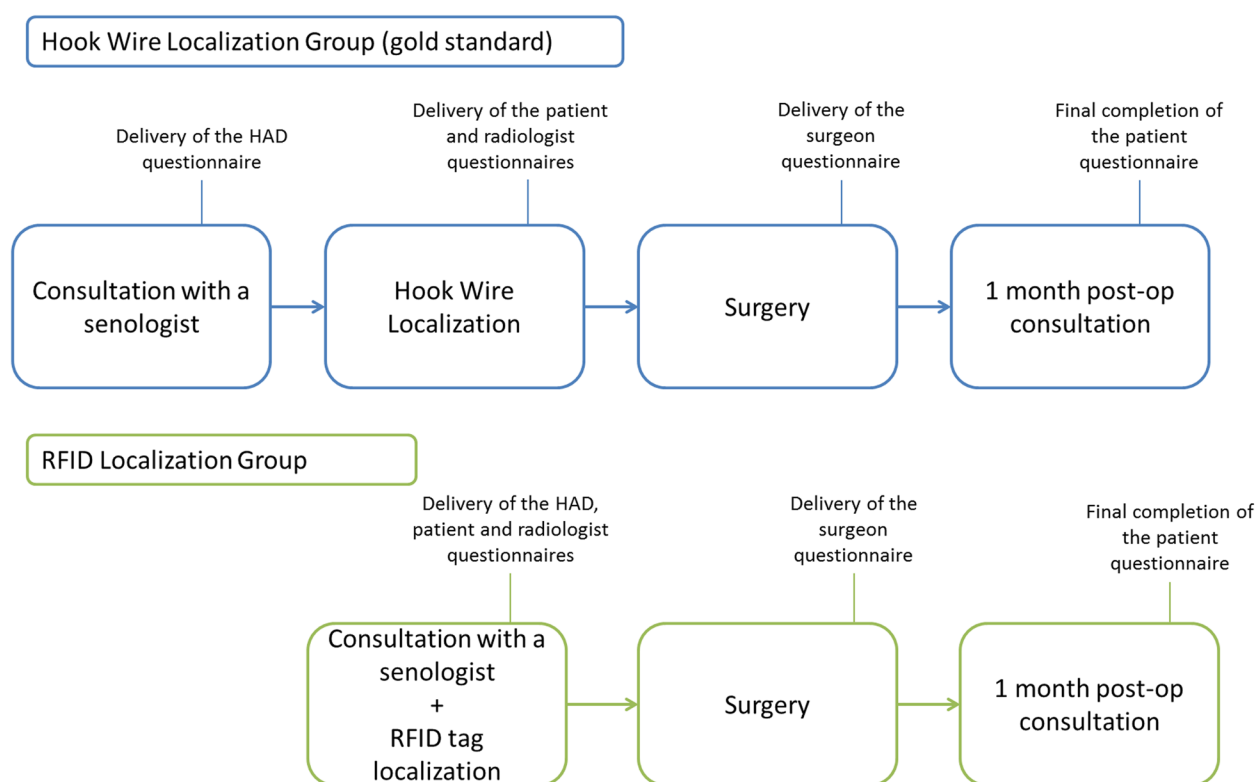 Hook Wire Localization Group (gold standard)
Delivery of the HAD
questionnaire
Delivery of the patient
and radiologist
questionnaires
Delivery of the
surgeon
questionnaire
Final completion of
the patient
questionnaire
Consultation with a
senologist
Hook Wire
Localization
Surgery
1 month post-op
consultation
RFID Localization Group
Delivery of the HAD,
patient and radiologist
questionnaires
Delivery of the
surgeon
questionnaire
Final completion of
the patient
questionnaire
Consultation with a
senologist
+
RFID tag
localization
Surgery
1 month post-op
consultation